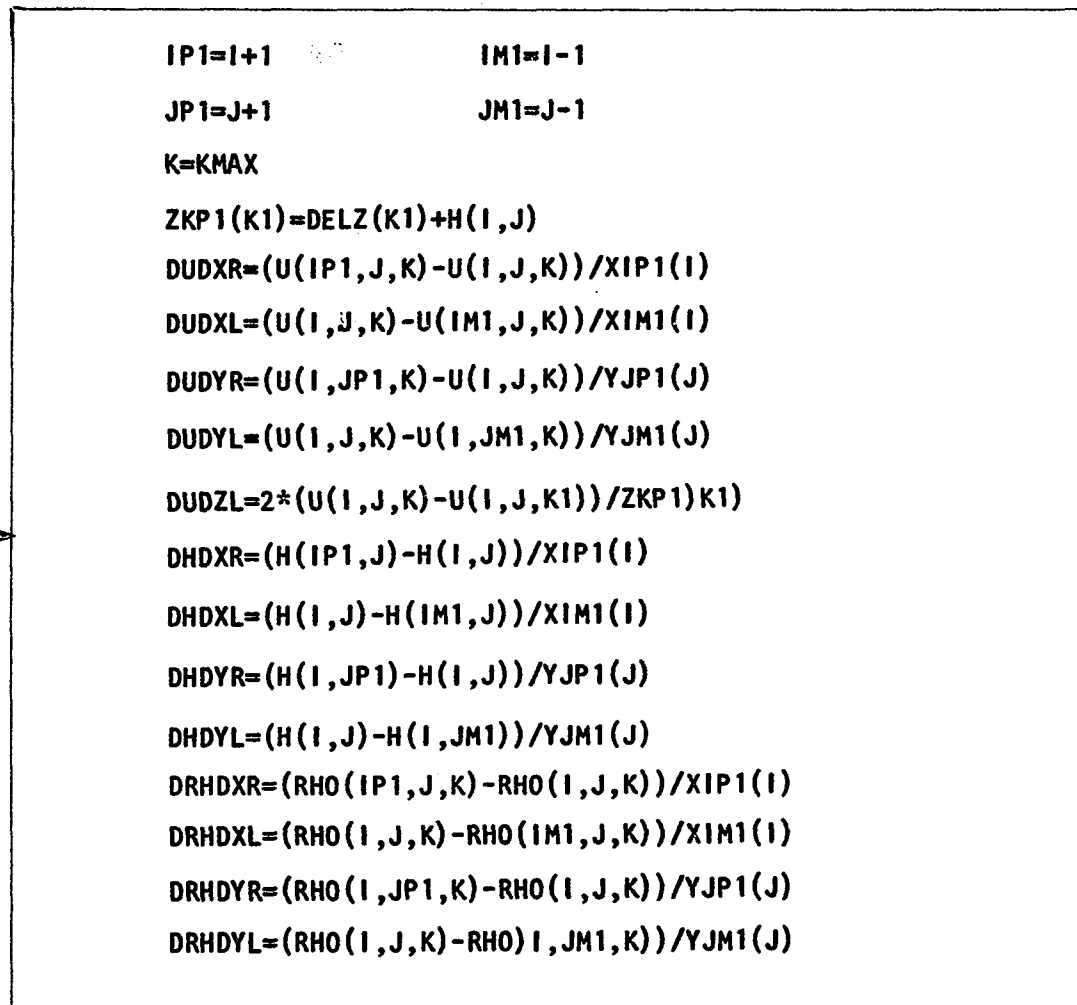 IP1=I+1 IM1=I-1
JP1=J+1 JM1=J-1
K=KMAX
ZKP1(K1)=DELZ(K1)+H(I,J)
DUDXR=(U(IP1,J,K)-U(I,J,K))/XIP1(I)
DUDXL=(U(I,J,K)-U(IM1,J,K))/XIM1(I)
DUDYR=(U(I,JP1,K)-U(I,J,K))/YJP1(J)
DUDYL=(U(I,J,K)-U(I,JM1,K))/YJM1(J)
DUDZL=2*(U(I,J,K)-U(I,J,K1))/ZKP1)K1)
DHDXR=(H(IP1,J)-H(I,J))/XIP1(I)
DHDXL=(H(I,J)-H(IM1,J))/XIM1(I)
DHDYR=(H(I,JP1)-H(I,J))/YJP1(J)
DHDYL=(H(I,J)-H(I,JM1))/YJM1(J)
DRHDXR=(RHO(IP1,J,K)-RHO(I,J,K))/XIP1(I)
DRHDXL=(RHO(I,J,K)-RHO(IM1,J,K))/XIM1(I)
DRHDYR=(RHO(I,JP1,K)-RHO(I,J,K))/YJP1(J)
DRHDYL=(RHO(I,J,K)-RHO)I,JM1,K))/YJM1(J)